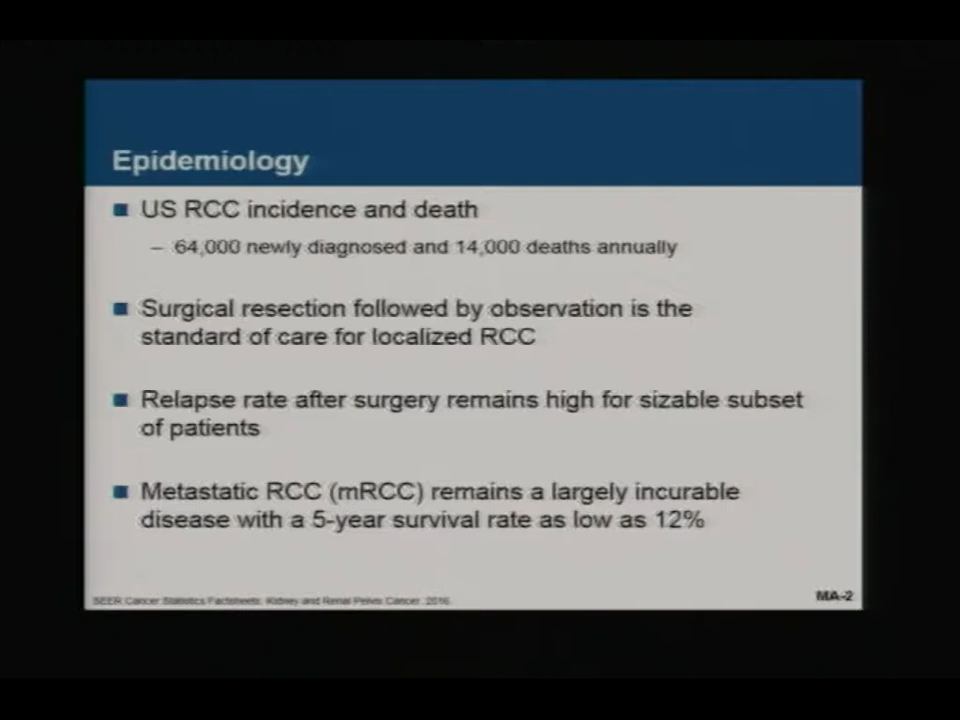 Epidemiology
■ US RCC incidence and death
– 64,000 newly diagnosed and 14,000 deaths annually
■ Surgical resection followed by observation is the
standard of care for localized RCC
■ Relapse rate after surgery remains high for sizable subset
of patients
■ Metastatic RCC (mRCC) remains a largely incurable
disease with a 5-year survival rate as low as 12%
SEER Cancer Statistics Factsheets: Kidney and Renal Pelvis Cancer. 2016.
MA-2